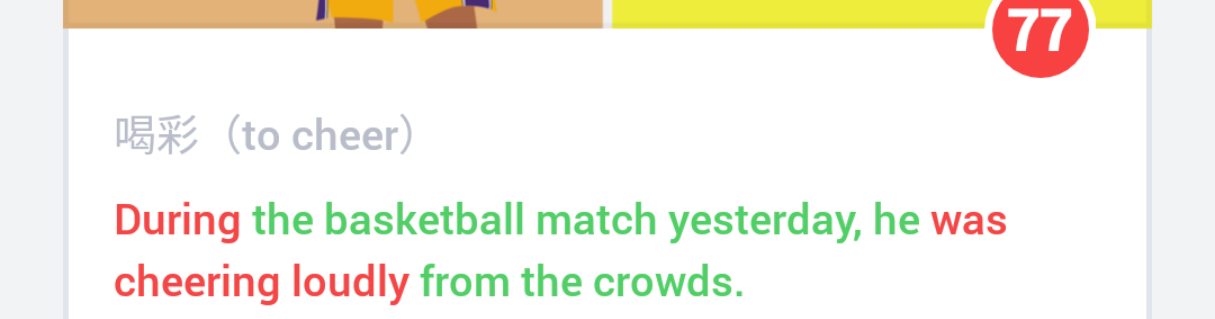 77
喝彩（to cheer）
During the basketball match yesterday, he was
cheering loudly from the crowds.